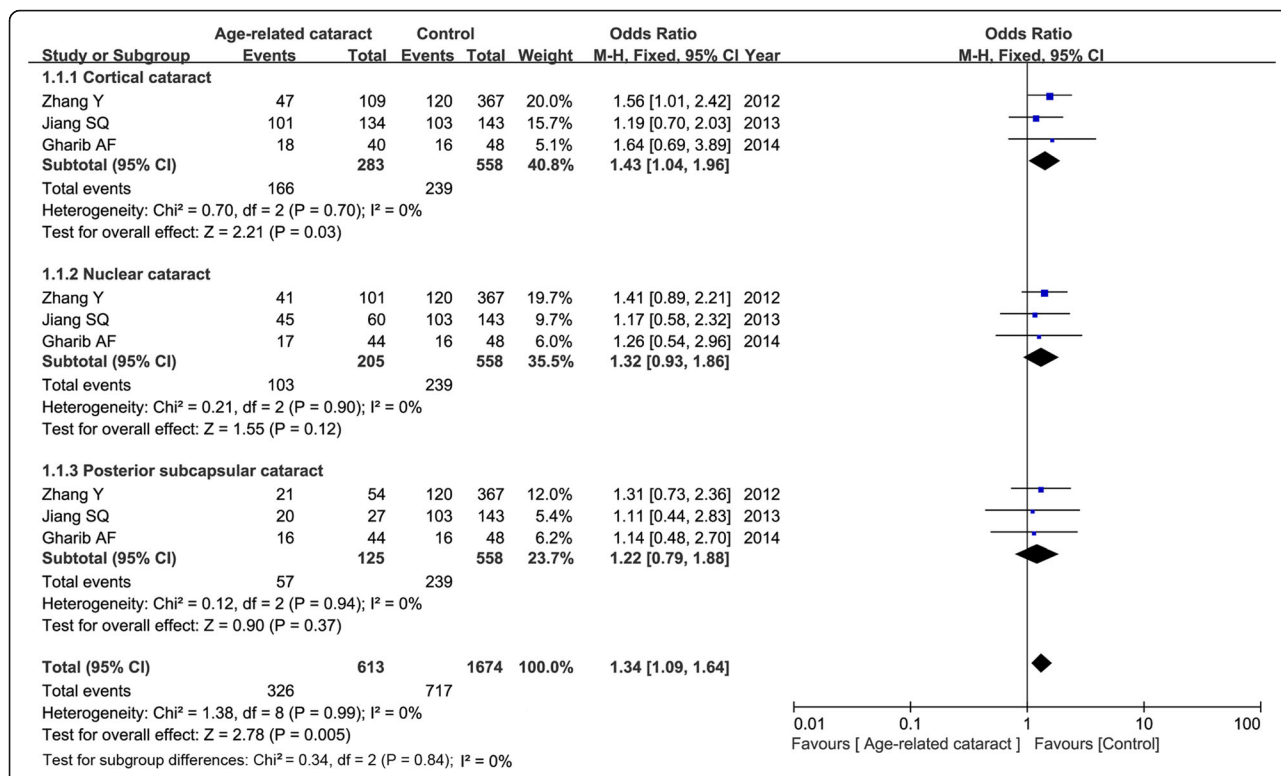 Age-related cataract Control Odds Ratio Odds Ratio
Study or Subgroup Events Total Events Total Weight M-H, Fixed, 95% CI Year M-H, Fixed, 95% CI
1.1.1 Cortical cataract
Zhang Y 47 109 120 367 20.0% 1.56 [1.01, 2.42] 2012
Jiang SQ 101 134 103 143 15.7% 1.19 [0.70, 2.03] 2013
Gharib AF 18 40 16 48 5.1% 1.64 [0.69, 3.89] 2014
Subtotal (95% CI) 283 558 40.8% 1.43 [1.04, 1.96]
Total events 166 239
Heterogeneity: Chi² = 0.70, df = 2 (P = 0.70); I² = 0%
Test for overall effect: Z = 2.21 (P = 0.03)
1.1.2 Nuclear cataract
Zhang Y 41 101 120 367 19.7% 1.41 [0.89, 2.21] 2012
Jiang SQ 45 60 103 143 9.7% 1.17 [0.58, 2.32] 2013
Gharib AF 17 44 16 48 6.0% 1.26 [0.54, 2.96] 2014
Subtotal (95% CI) 205 558 35.5% 1.32 [0.93, 1.86]
Total events 103 239
Heterogeneity: Chi² = 0.21, df = 2 (P = 0.90); I² = 0%
Test for overall effect: Z = 1.55 (P = 0.12)
1.1.3 Posterior subcapsular cataract
Zhang Y 21 54 120 367 12.0% 1.31 [0.73, 2.36] 2012
Jiang SQ 20 27 103 143 5.4% 1.11 [0.44, 2.83] 2013
Gharib AF 16 44 16 48 6.2% 1.14 [0.48, 2.70] 2014
Subtotal (95% CI) 125 558 23.7% 1.22 [0.79, 1.88]
Total events 57 239
Heterogeneity: Chi² = 0.12, df = 2 (P = 0.94); I² = 0%
Test for overall effect: Z = 0.90 (P = 0.37)
Total (95% CI) 613 1674 100.0% 1.34 [1.09, 1.64]
Total events 326 717
Heterogeneity: Chi² = 1.38, df = 8 (P = 0.99); I² = 0%
Test for overall effect: Z = 2.78 (P = 0.005)
Test for subgroup differences: Chi² = 0.34, df = 2 (P = 0.84); I² = 0%
0.01 0.1 1 10 100
Favours [ Age-related cataract ] Favours [Control]